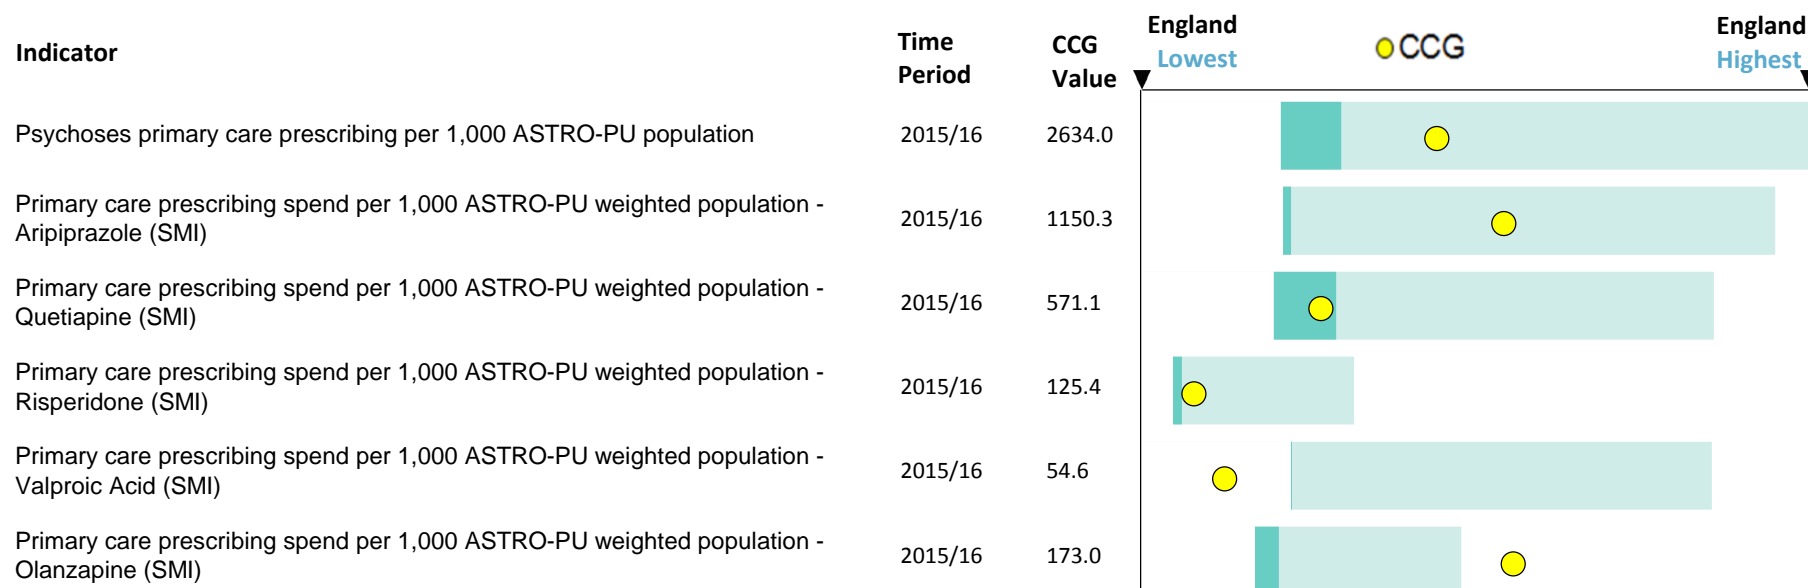 Indicator
Time
Period
CCG
Value
England
Lowest
CCG
England
Highest
Psychoses primary care prescribing per 1,000 ASTRO-PU population
2015/16
2634.0
Primary care prescribing spend per 1,000 ASTRO-PU weighted population -
Aripiprazole (SMI)
2015/16
1150.3
Primary care prescribing spend per 1,000 ASTRO-PU weighted population -
Quetiapine (SMI)
2015/16
571.1
Primary care prescribing spend per 1,000 ASTRO-PU weighted population -
Risperidone (SMI)
2015/16
125.4
Primary care prescribing spend per 1,000 ASTRO-PU weighted population -
Valproic Acid (SMI)
2015/16
54.6
Primary care prescribing spend per 1,000 ASTRO-PU weighted population -
Olanzapine (SMI)
2015/16
173.0